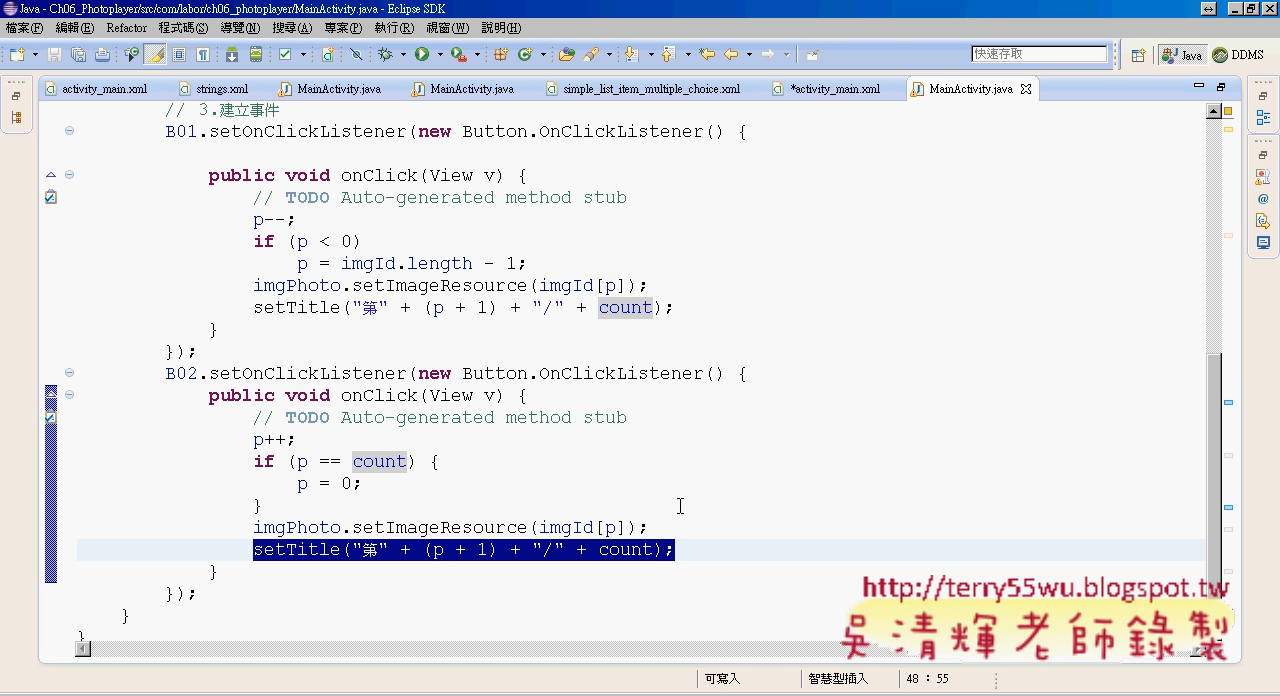 Java - Ch06_Photoplayer/src/com/labor/ch06_photoplayer/MainActivity.java - Eclipse SDK
檔案(F) 編輯(E) Refactor 程式碼(S) 導覽(N) 搜尋(A) 專案(P) 執行(R) 視窗(W) 說明(H)
快速存取
Java DDMS
activity_main.xml strings.xml MainActivity.java MainActivity.java simple_list_item_multiple_choice.xml *activity_main.xml MainActivity.java
// 3.建立事件
B01.setOnClickListener(new Button.OnClickListener() {
public void onClick(View v) {
// TODO Auto-generated method stub
p--;
if (p < 0)
p = imgId.length - 1;
imgPhoto.setImageResource(imgId[p]);
setTitle("第" + (p + 1) + "/" + count);
}
});
B02.setOnClickListener(new Button.OnClickListener() {
public void onClick(View v) {
// TODO Auto-generated method stub
p++;
if (p == count) {
p = 0;
}
imgPhoto.setImageResource(imgId[p]);
setTitle("第" + (p + 1) + "/" + count);
}
});
}
}
http://terry55wu.blogspot.tw
吳清輝老師錄製
可寫入 智慧型插入 48 : 55